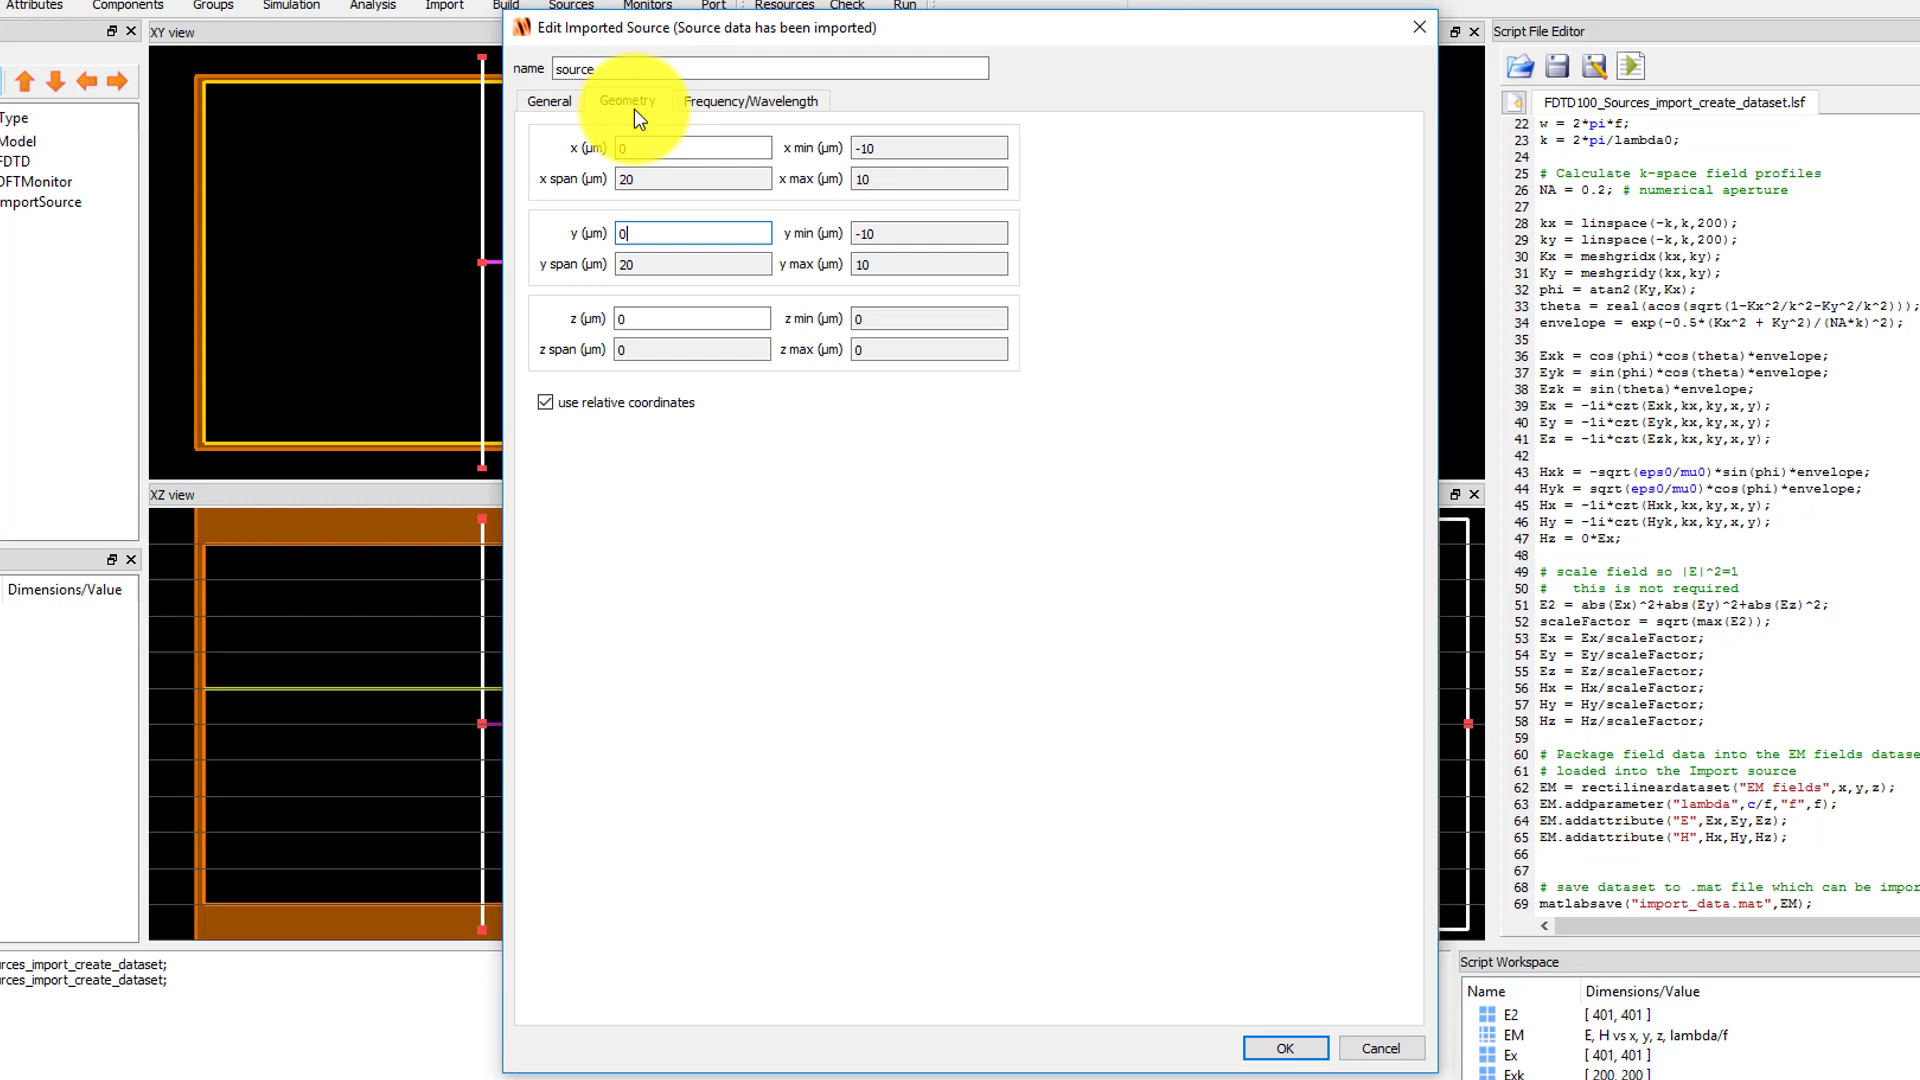 Attributes Components Groups Simulation Analysis Import Build Sources Monitors Port Resources Check Run
XY view
Type
Model
FDTD
DFTMonitor
ImportSource
Dimensions/Value
XZ view
Edit Imported Source (Source data has been imported)
name source
General Geometry Frequency/Wavelength
x (µm) 0 x min (µm) -10
x span (µm) 20 x max (µm) 10
y (µm) 0 y min (µm) -10
y span (µm) 20 y max (µm) 10
z (µm) 0 z min (µm) 0
z span (µm) 0 z max (µm) 0
use relative coordinates
OK Cancel
Script File Editor
FDTD100_Sources_import_create_dataset.lsf
22 w = 2*pi*f;
23 k = 2*pi/lambda0;
24
25 # Calculate k-space field profiles
26 NA = 0.2; # numerical aperture
27
28 kx = linspace(-k,k,200);
29 ky = linspace(-k,k,200);
30 Kx = meshgridx(kx,ky);
31 Ky = meshgridy(kx,ky);
32 phi = atan2(Ky,Kx);
33 theta = real(acos(sqrt(1-Kx^2/k^2-Ky^2/k^2)));
34 envelope = exp(-0.5*(Kx^2 + Ky^2)/(NA*k)^2);
35
36 Exk = cos(phi)*cos(theta)*envelope;
37 Eyk = sin(phi)*cos(theta)*envelope;
38 Ezk = sin(theta)*envelope;
39 Ex = -1i*czt(Exk,kx,ky,x,y);
40 Ey = -1i*czt(Eyk,kx,ky,x,y);
41 Ez = -1i*czt(Ezk,kx,ky,x,y);
42
43 Hxk = -sqrt(eps0/mu0)*sin(phi)*envelope;
44 Hyk = sqrt(eps0/mu0)*cos(phi)*envelope;
45 Hx = -1i*czt(Hxk,kx,ky,x,y);
46 Hy = -1i*czt(Hyk,kx,ky,x,y);
47 Hz = 0*Ex;
48
49 # scale field so |E|^2=1
50 # this is not required
51 E2 = abs(Ex)^2+abs(Ey)^2+abs(Ez)^2;
52 scaleFactor = sqrt(max(E2));
53 Ex = Ex/scaleFactor;
54 Ey = Ey/scaleFactor;
55 Ez = Ez/scaleFactor;
56 Hx = Hx/scaleFactor;
57 Hy = Hy/scaleFactor;
58 Hz = Hz/scaleFactor;
59
60 # Package field data into the EM fields datase
61 # loaded into the Import source
62 EM = rectilineardataset("EM fields",x,y,z);
63 EM.addparameter("lambda",c/f,"f",f);
64 EM.addattribute("E",Ex,Ey,Ez);
65 EM.addattribute("H",Hx,Hy,Hz);
66
67
68 # save dataset to .mat file which can be impor
69 matlabsave("import_data.mat",EM);
urces_import_create_dataset;
urces_import_create_dataset;
Script Workspace
Name Dimensions/Value
E2 [ 401, 401 ]
EM E, H vs x, y, z, lambda/f
Ex [ 401, 401 ]
Exk [ 200, 200 ]